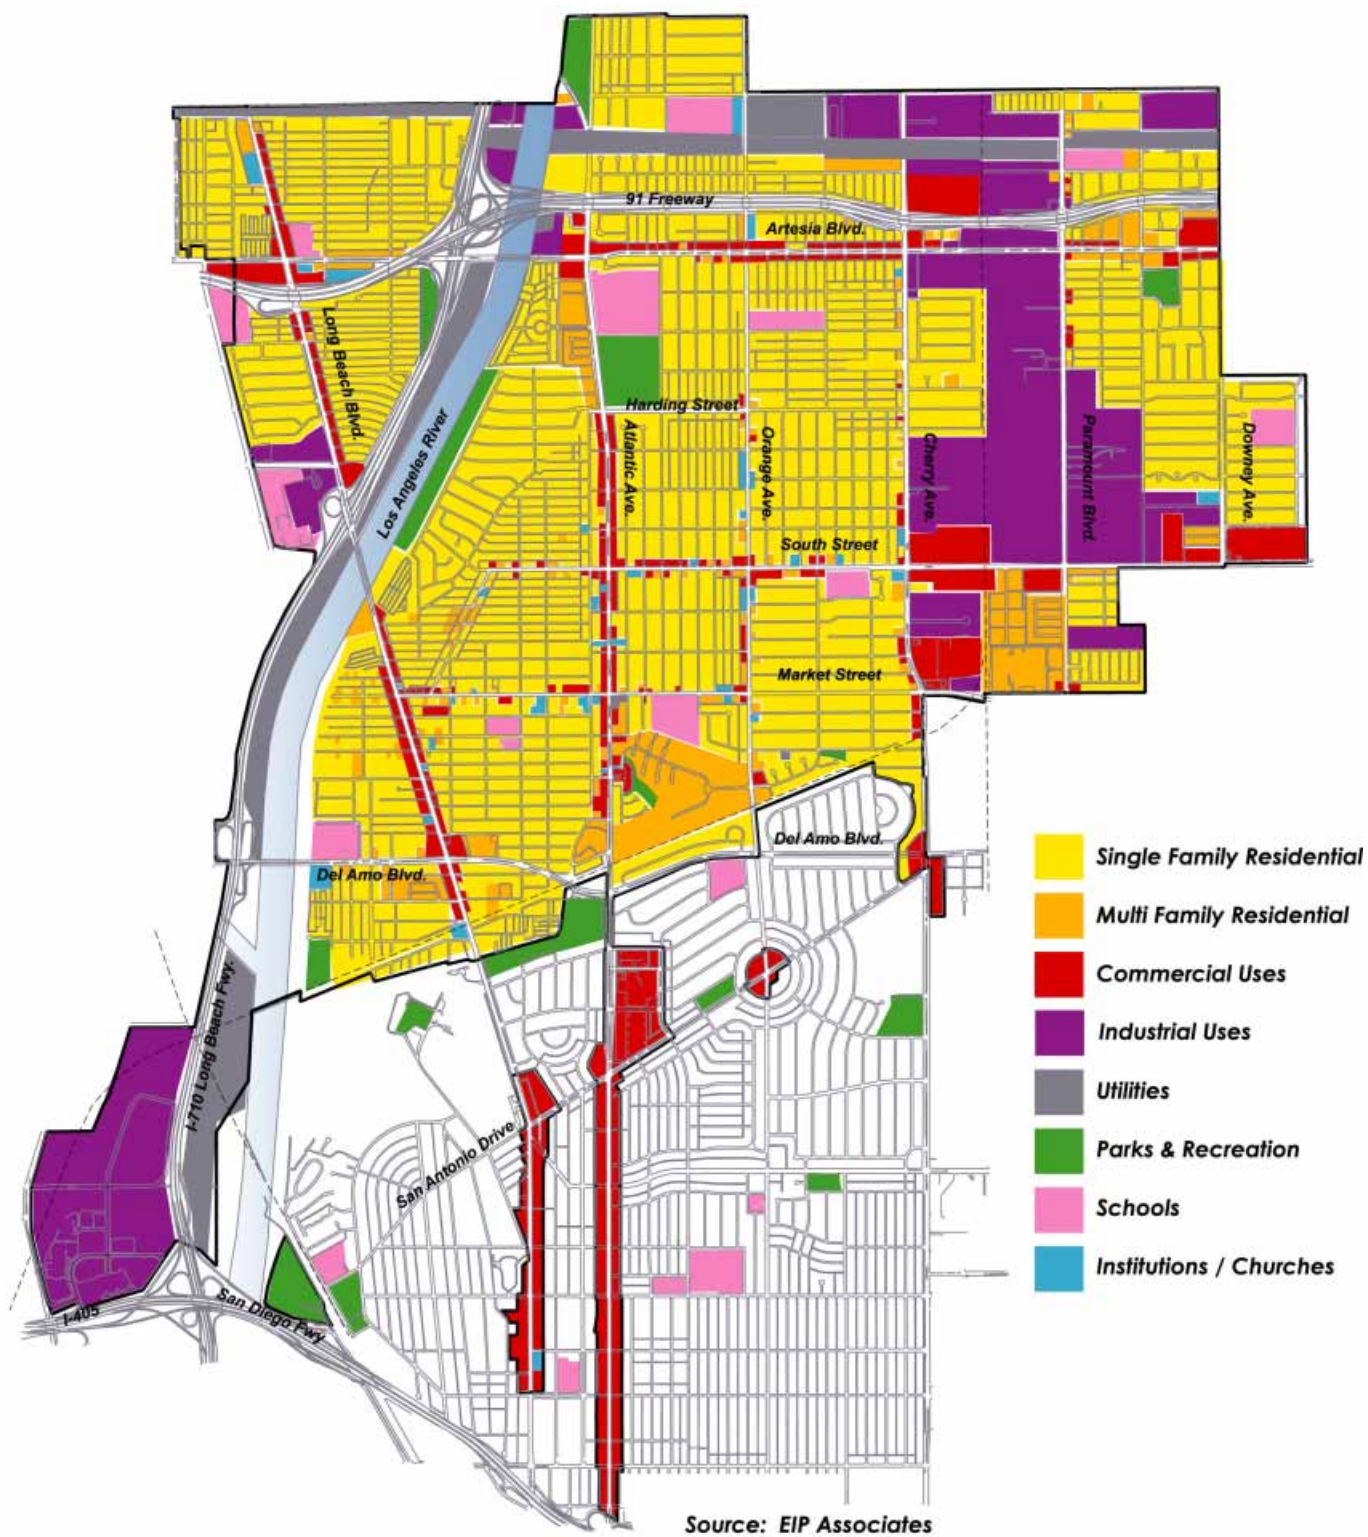 91 Freeway
Artesia Blvd.
Long Beach Blvd.
Los Angeles River
Harding Street
Atlantic Ave.
Orange Ave.
Cherry Ave.
Paramount Blvd.
Downey Ave.
South Street
Market Street
Del Amo Blvd.
Del Amo Blvd.
I-710 Long Beach Fwy.
San Antonio Drive
I-405
San Diego Fwy
Single Family Residential
Multi Family Residential
Commercial Uses
Industrial Uses
Utilities
Parks & Recreation
Schools
Institutions / Churches
Source: EIP Associates